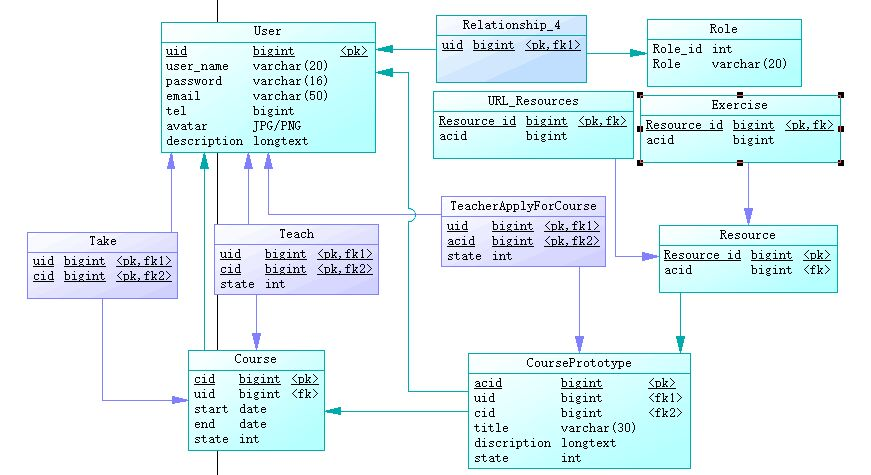 User
uid bigint <pk>
user_name varchar(20)
password varchar(16)
email varchar(50)
tel bigint
avatar JPG/PNG
description longtext
Relationship_4
uid bigint <pk,fk1>
Role
Role_id int
Role varchar(20)
URL_Resources
Resource_id bigint <pk,fk>
acid bigint
Exercise
Resource_id bigint <pk,fk>
acid bigint
Take
uid bigint <pk,fk1>
cid bigint <pk,fk2>
Teach
uid bigint <pk,fk1>
cid bigint <pk,fk2>
state int
TeacherApplyForCourse
uid bigint <pk,fk1>
acid bigint <pk,fk2>
state int
Resource
Resource_id bigint <pk>
acid bigint <fk>
Course
cid bigint <pk>
uid bigint <fk>
start date
end date
state int
CoursePrototype
acid bigint <pk>
uid bigint <fk1>
cid bigint <fk2>
title varchar(30)
discription longtext
state int